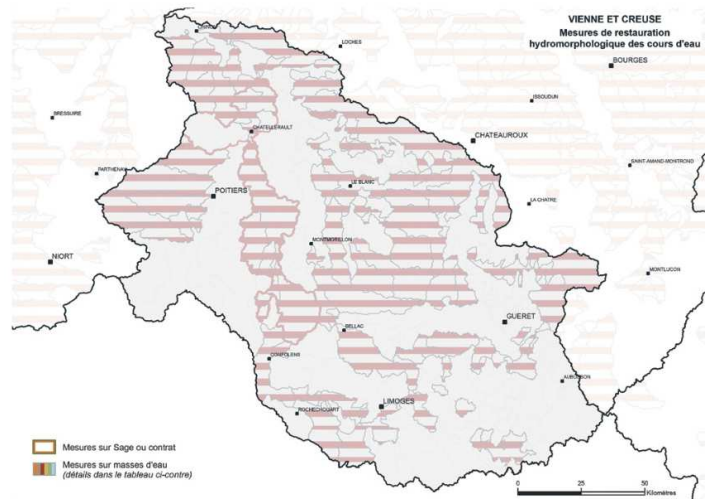 VIENNE ET CREUSE
Mesures de restauration
hydromorphologique des cours d'eau
LOCHES
BOURGES
ISSOUDUN
BRESSUIRE
CHATELLERAULT
CHATEAUROUX
PARTHENAY
SAINT-AMAND-MONTROND
LE BLANC
POITIERS
LA CHATRE
MONTMORILLON
NIORT
MONTLUCON
GUERET
BELLAC
CONFOLENS
AUBUSSON
LIMOGES
ROCHECHOUART
Mesures sur Sage ou contrat
Mesures sur masses d'eau
(détails dans le tableau ci-contre)
0 25 50
Kilomètres